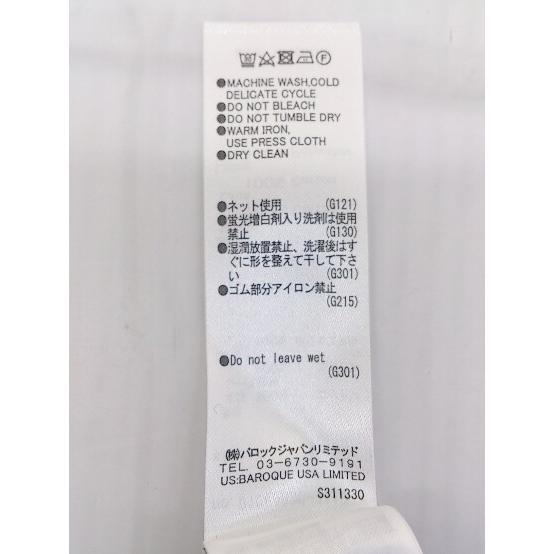 ●MACHINE WASH,COLD
DELICATE CYCLE
●DO NOT BLEACH
●DO NOT TUMBLE DRY
●WARM IRON,
USE PRESS CLOTH
●DRY CLEAN
●ネット使用 (G121)
●蛍光増白剤入り洗剤は使用
禁止 (G130)
●湿潤放置禁止、洗濯後はす
ぐに形を整えて干して下さ
い (G301)
●ゴム部分アイロン禁止
(G215)
●Do not leave wet
(G301)
㈱バロックジャパンリミテッド
TEL. 03-6730-9191
US:BAROQUE USA LIMITED
S311330